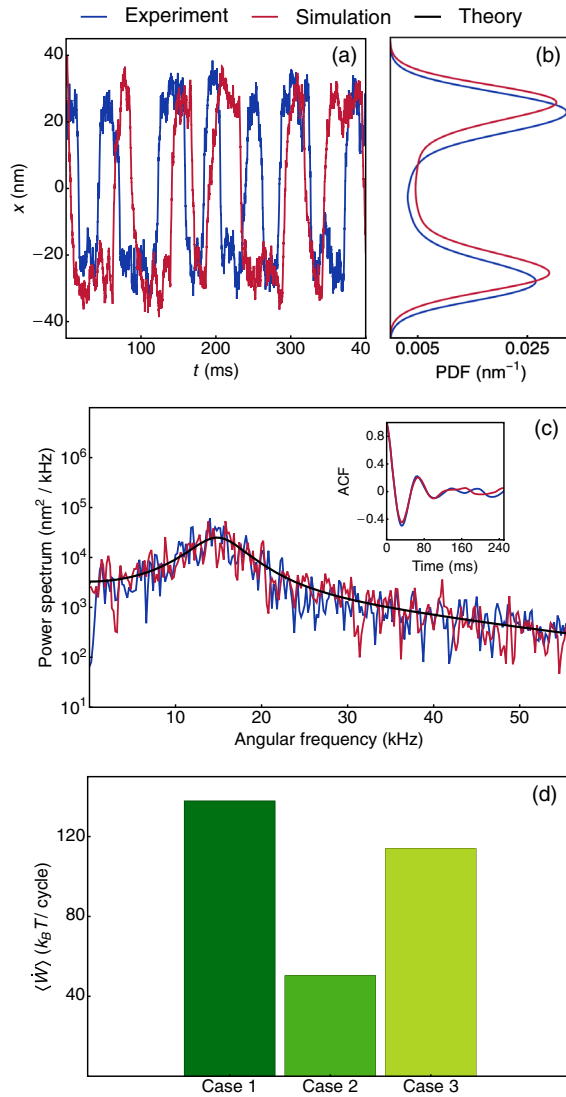 Experiment Simulation Theory
(a)
40
20
0
−20
−40
x (nm)
100 200 300 40
t (ms)
(b)
0.005 0.025
PDF (nm⁻¹)
(c)
10⁶
10⁵
10⁴
10³
10²
10¹
Power spectrum (nm² / kHz)
10 20 30 40 50
Angular frequency (kHz)
0.8
0.4
0
−0.4
ACF
0 80 160 240
Time (ms)
(d)
120
80
40
⟨Ẇ⟩ (k_B T / cycle)
Case 1 Case 2 Case 3